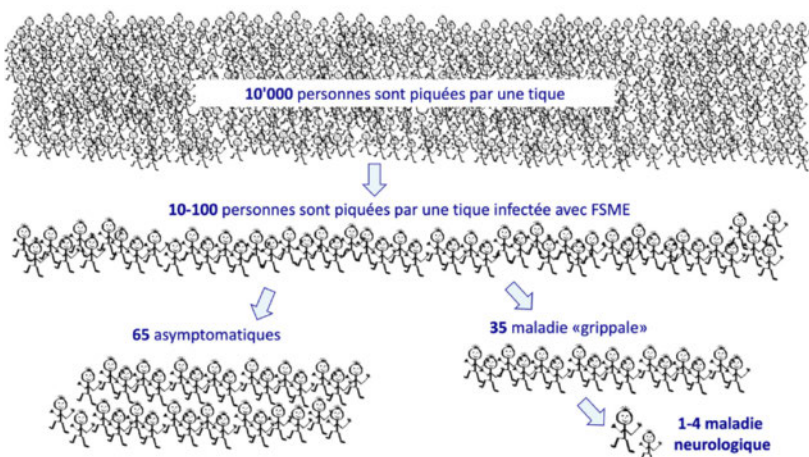 10'000 personnes sont piquées par une tique
10-100 personnes sont piquées par une tique infectée avec FSME
65 asymptomatiques
35 maladie «grippale»
1-4 maladie
neurologique